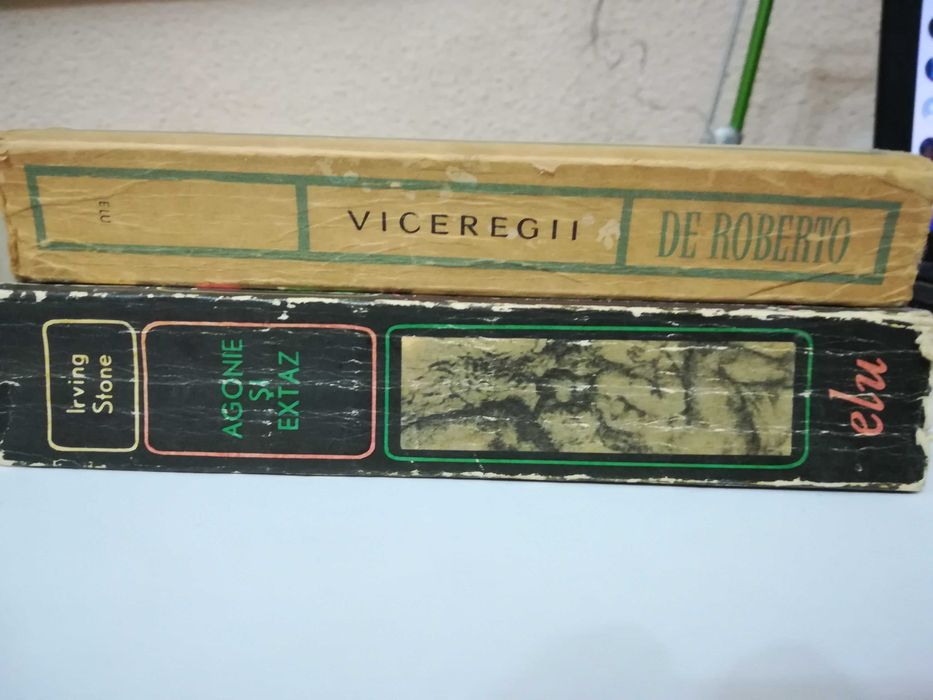 ELU
VICEREGII
DE ROBERTO
Irving
Stone
AGONIE
ŞI
EXTAZ
elu